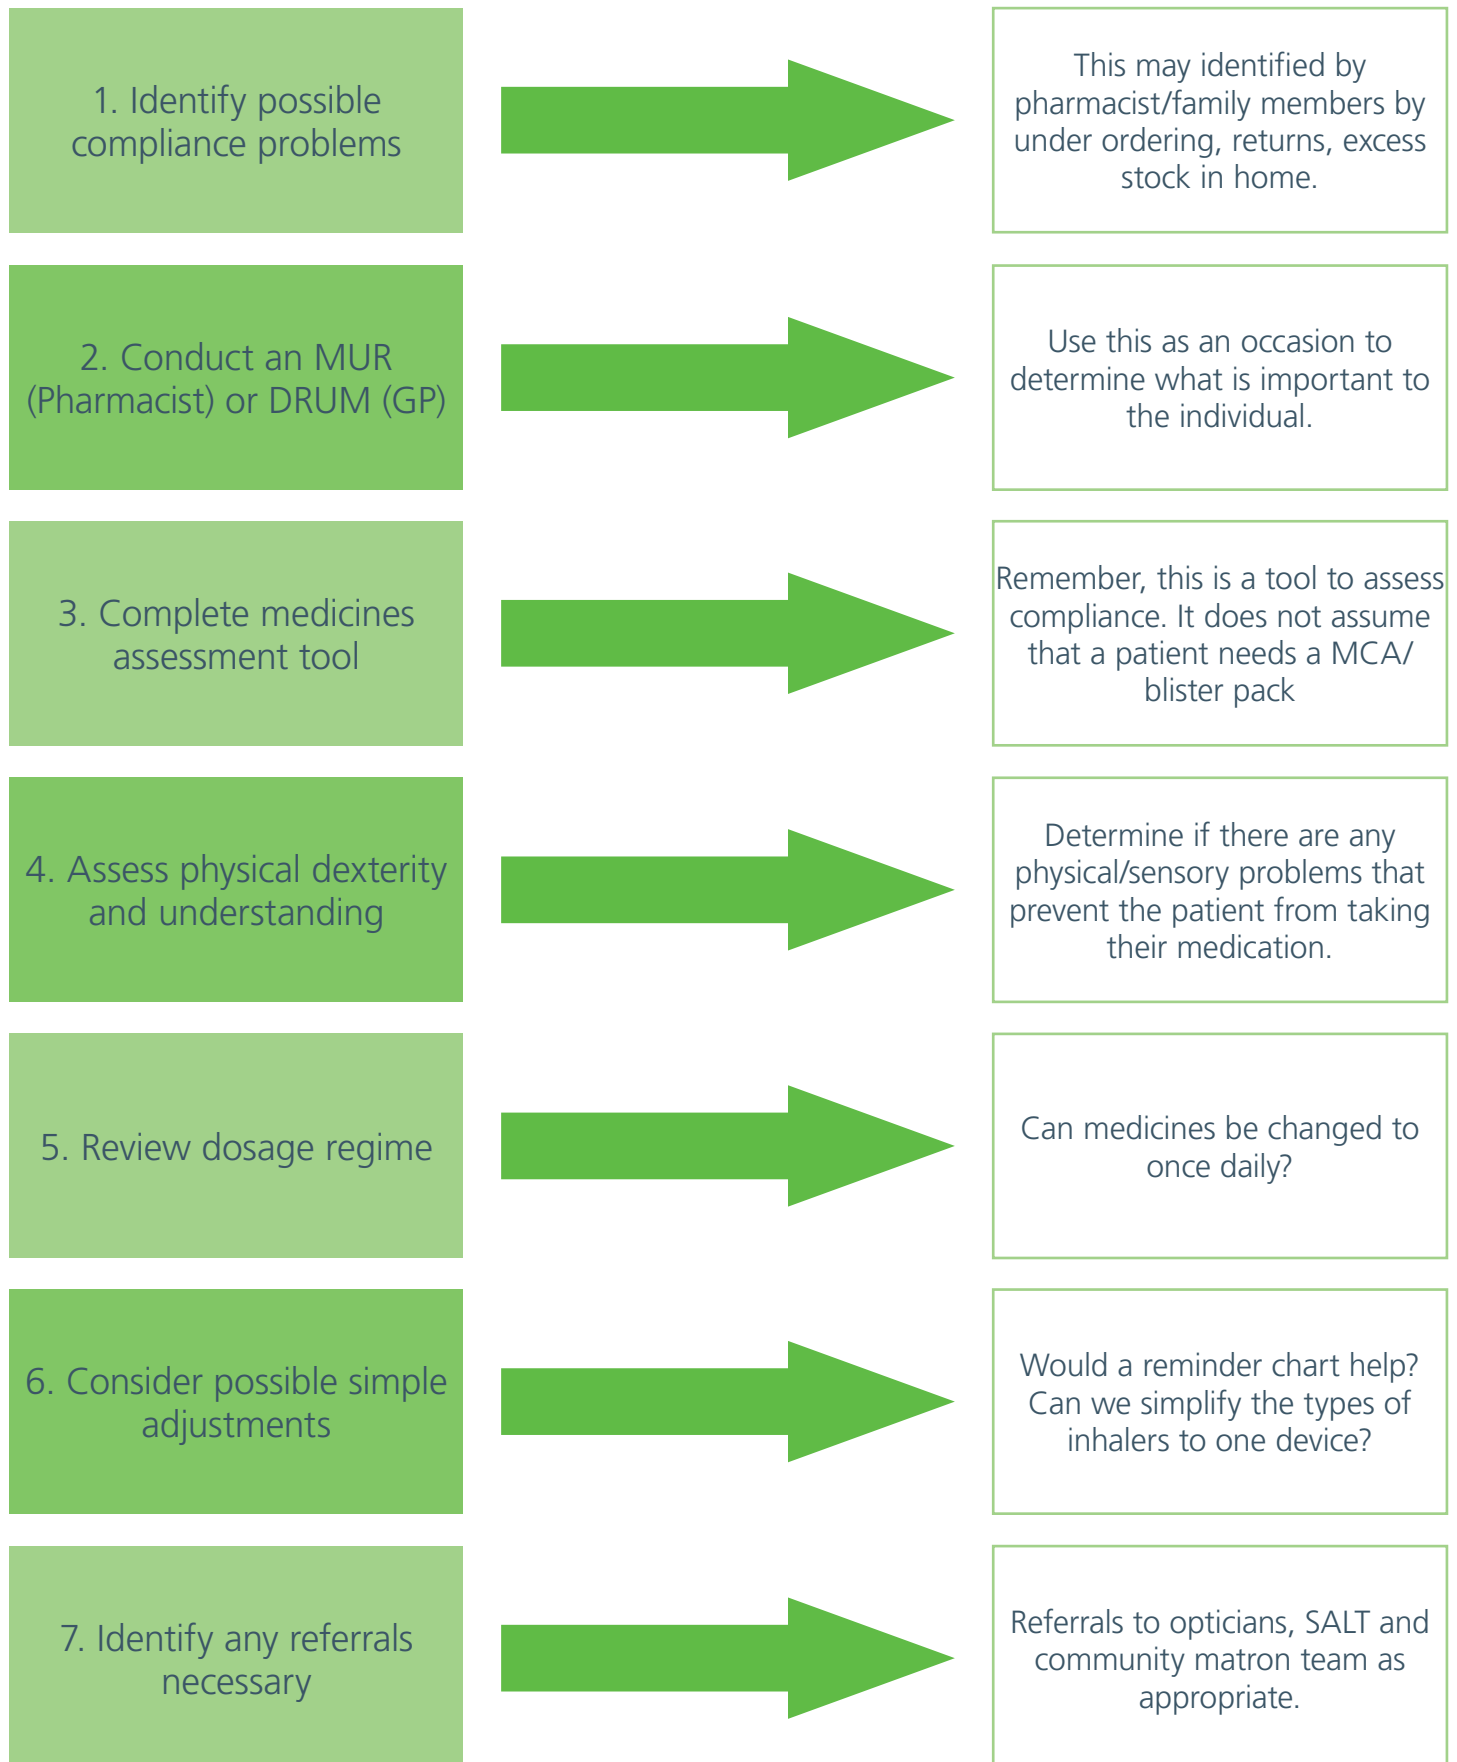 1. Identify possible
compliance problems
This may identified by
pharmacist/family members by
under ordering, returns, excess
stock in home.
2. Conduct an MUR
(Pharmacist) or DRUM (GP)
Use this as an occasion to
determine what is important to
the individual.
3. Complete medicines
assessment tool
Remember, this is a tool to assess
compliance. It does not assume
that a patient needs a MCA/
blister pack
4. Assess physical dexterity
and understanding
Determine if there are any
physical/sensory problems that
prevent the patient from taking
their medication.
5. Review dosage regime
Can medicines be changed to
once daily?
6. Consider possible simple
adjustments
Would a reminder chart help?
Can we simplify the types of
inhalers to one device?
7. Identify any referrals
necessary
Referrals to opticians, SALT and
community matron team as
appropriate.